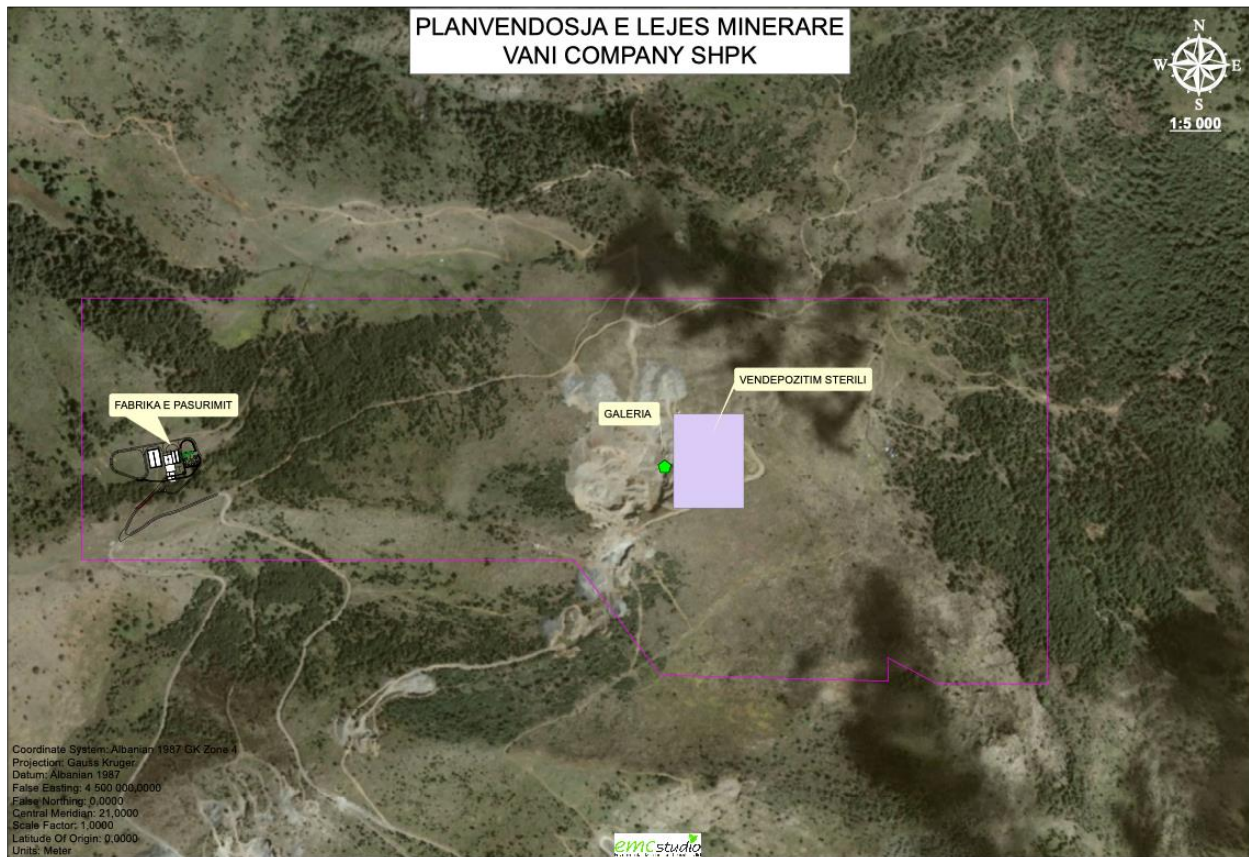 PLANVENDOSJA E LEJES MINERARE
VANI COMPANY SHPK
N
W
E
S
1:5 000
VENDEPOZITIM STERILI
FABRIKA E PASURIMIT
GALERIA
Coordinate System: Albanian 1987 GK Zone 4
Projection: Gauss Kruger
Datum: Albanian 1987
False Easting: 4 500 000,0000
False Northing: 0,0000
Central Meridian: 21,0000
Scale Factor: 1,0000
Latitude Of Origin: 0,0000
Units: Meter
emc studio